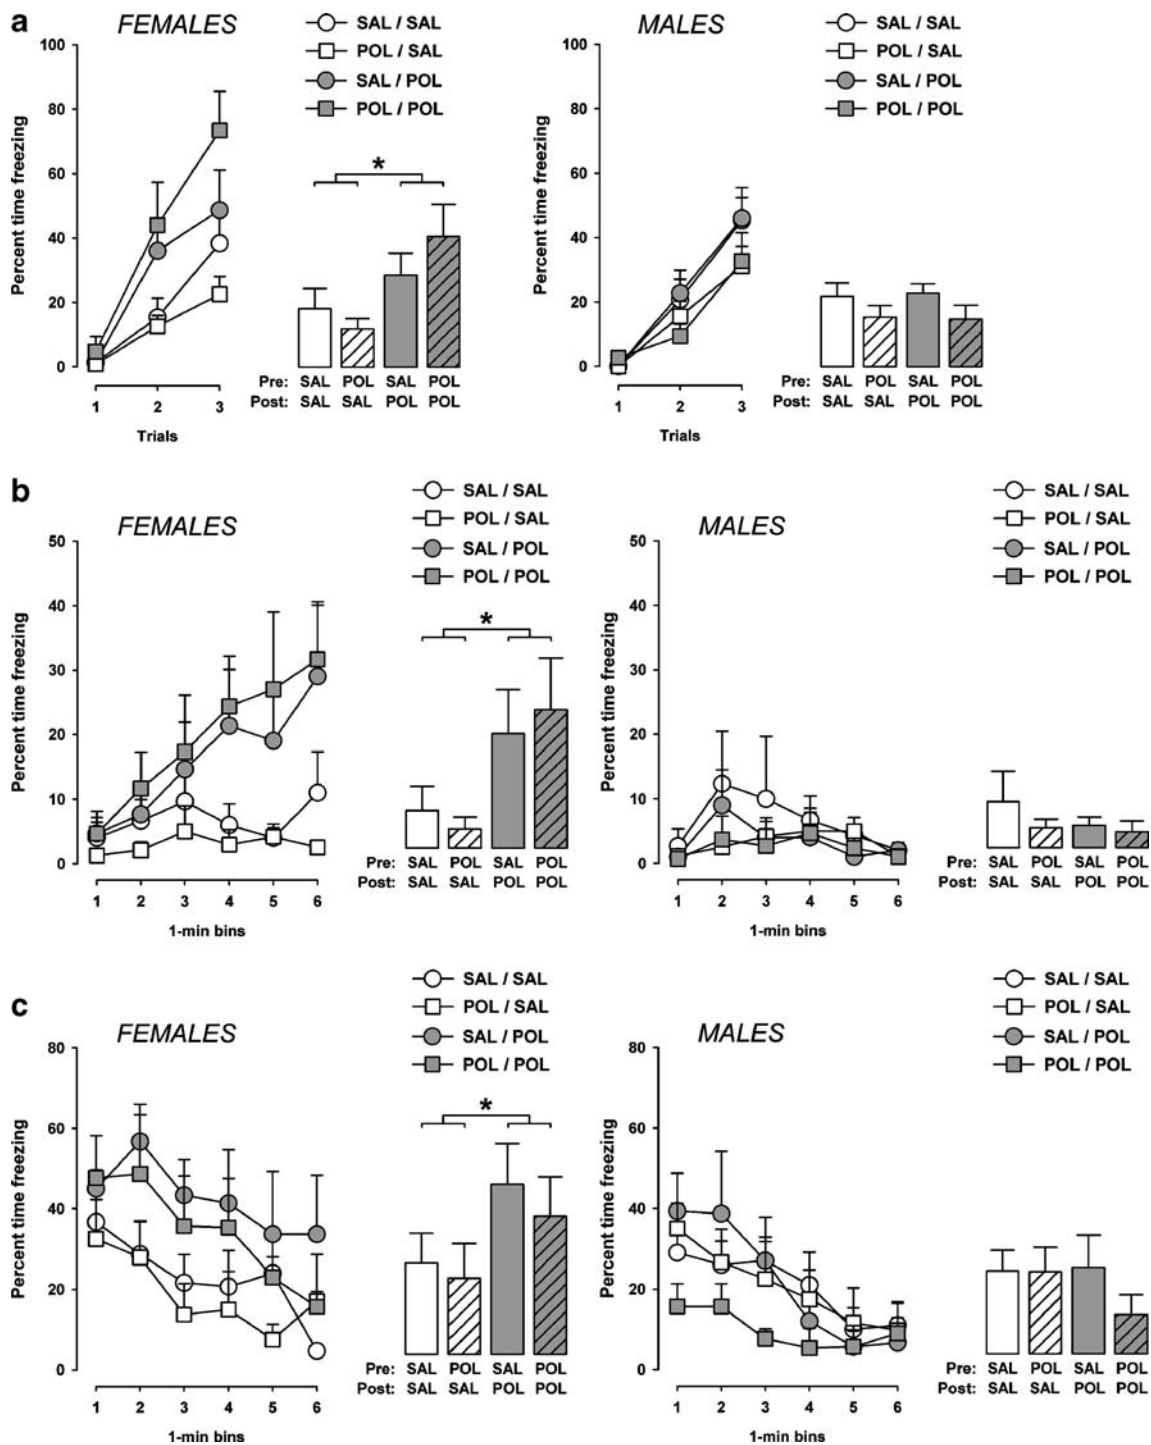 a
FEMALES
SAL / SAL
POL / SAL
SAL / POL
POL / POL
Percent time freezing
100
80
60
40
20
0
1 2 3
Trials
*
Pre: SAL POL SAL POL
Post: SAL SAL POL POL
MALES
SAL / SAL
POL / SAL
SAL / POL
POL / POL
Percent time freezing
100
80
60
40
20
0
1 2 3
Trials
Pre: SAL POL SAL POL
Post: SAL SAL POL POL
b
FEMALES
SAL / SAL
POL / SAL
SAL / POL
POL / POL
Percent time freezing
50
40
30
20
10
0
1 2 3 4 5 6
1-min bins
*
Pre: SAL POL SAL POL
Post: SAL SAL POL POL
MALES
SAL / SAL
POL / SAL
SAL / POL
POL / POL
Percent time freezing
50
40
30
20
10
0
1 2 3 4 5 6
1-min bins
Pre: SAL POL SAL POL
Post: SAL SAL POL POL
c
FEMALES
SAL / SAL
POL / SAL
SAL / POL
POL / POL
Percent time freezing
80
60
40
20
0
1 2 3 4 5 6
1-min bins
*
Pre: SAL POL SAL POL
Post: SAL SAL POL POL
MALES
SAL / SAL
POL / SAL
SAL / POL
POL / POL
Percent time freezing
80
60
40
20
0
1 2 3 4 5 6
1-min bins
Pre: SAL POL SAL POL
Post: SAL SAL POL POL